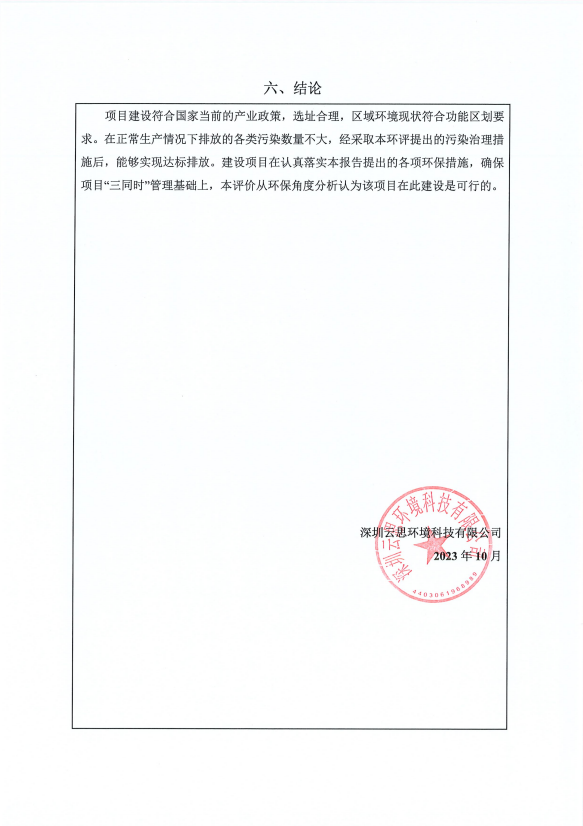 六、结论
项目建设符合国家当前的产业政策，选址合理，区域环境现状符合功能区划要
求。在正常生产情况下排放的各类污染数量不大，经采取本环评提出的污染治理措
施后，能够实现达标排放。建设项目在认真落实本报告提出的各项环保措施，确保
项目“三同时”管理基础上，本评价从环保角度分析认为该项目在此建设是可行的。
深圳云思环境科技有限公司
深圳云思环境科技有限公司
2023 年 10 月